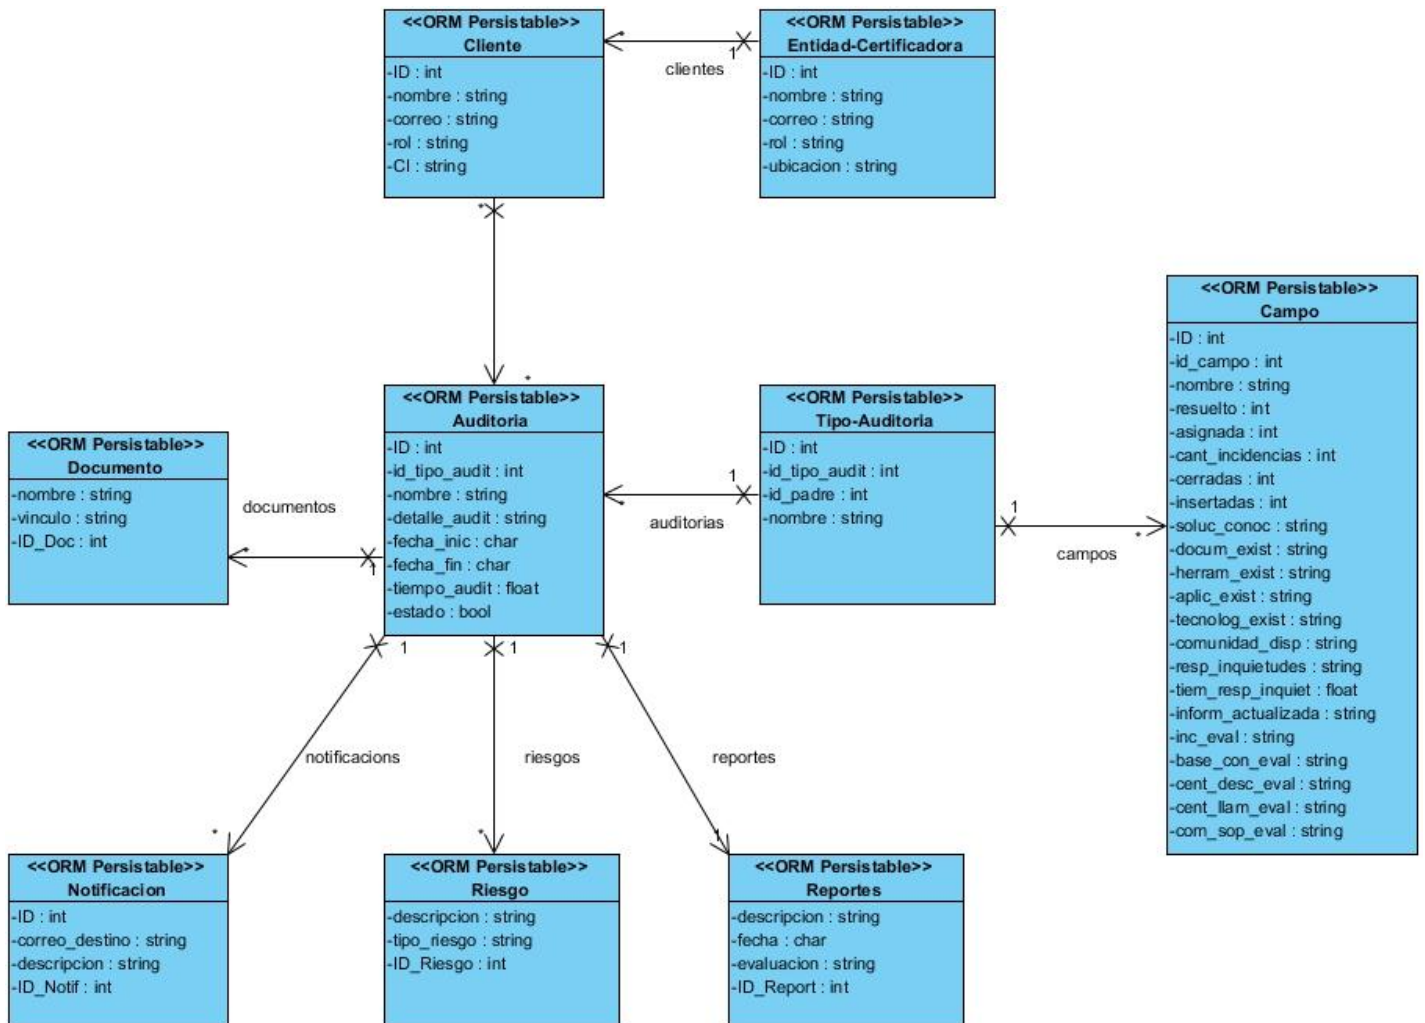 <<ORM Persistable>>
Cliente
-ID : int
-nombre : string
-correo : string
-rol : string
-CI : string
*
1
clientes
<<ORM Persistable>>
Entidad-Certificadora
-ID : int
-nombre : string
-correo : string
-rol : string
-ubicacion : string
*
*
<<ORM Persistable>>
Campo
-ID : int
-id_campo : int
-nombre : string
-resuelto : int
-asignada : int
-cant_incidencias : int
-cerradas : int
-insertadas : int
-soluc_conoc : string
-docum_exist : string
-herram_exist : string
-aplic_exist : string
-tecnolog_exist : string
-comunidad_disp : string
-resp_inquietudes : string
-tiem_resp_inquiet : float
-inform_actualizada : string
-inc_eval : string
-base_con_eval : string
-cent_desc_eval : string
-cent_llam_eval : string
-com_sop_eval : string
<<ORM Persistable>>
Auditoria
-ID : int
-id_tipo_audit : int
-nombre : string
-detalle_audit : string
-fecha_inic : char
-fecha_fin : char
-tiempo_audit : float
-estado : bool
<<ORM Persistable>>
Tipo-Auditoria
-ID : int
-id_tipo_audit : int
-id_padre : int
-nombre : string
1
*
auditorias
1
*
campos
<<ORM Persistable>>
Documento
-nombre : string
-vinculo : string
-ID_Doc : int
documentos
*
1
1
1
1
notificacions
riesgos
reportes
*
*
1
<<ORM Persistable>>
Notificacion
-ID : int
-correo_destino : string
-descripcion : string
-ID_Notif : int
<<ORM Persistable>>
Riesgo
-descripcion : string
-tipo_riesgo : string
-ID_Riesgo : int
<<ORM Persistable>>
Reportes
-descripcion : string
-fecha : char
-evaluacion : string
-ID_Report : int